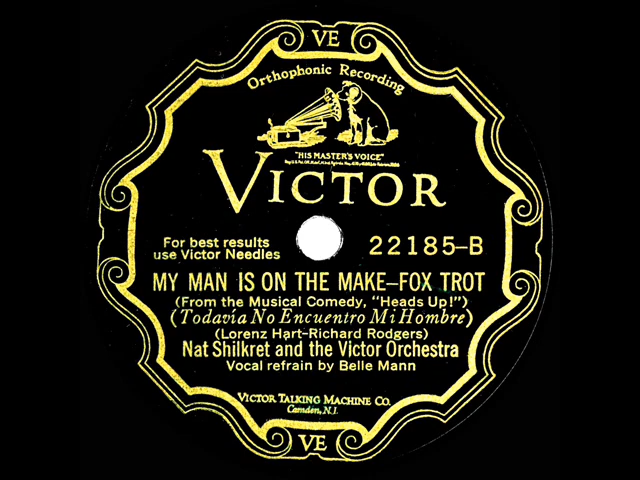 VE
Orthophonic Recording
"HIS MASTER'S VOICE"
VICTOR
For best results
use Victor Needles
22185-B
MY MAN IS ON THE MAKE-FOX TROT
(From the Musical Comedy, "Heads Up!")
(Todavía No Encuentro Mi Hombre)
(Lorenz Hart-Richard Rodgers)
Nat Shilkret and the Victor Orchestra
Vocal refrain by Belle Mann
VICTOR TALKING MACHINE CO.
Camden, N.J.
VE